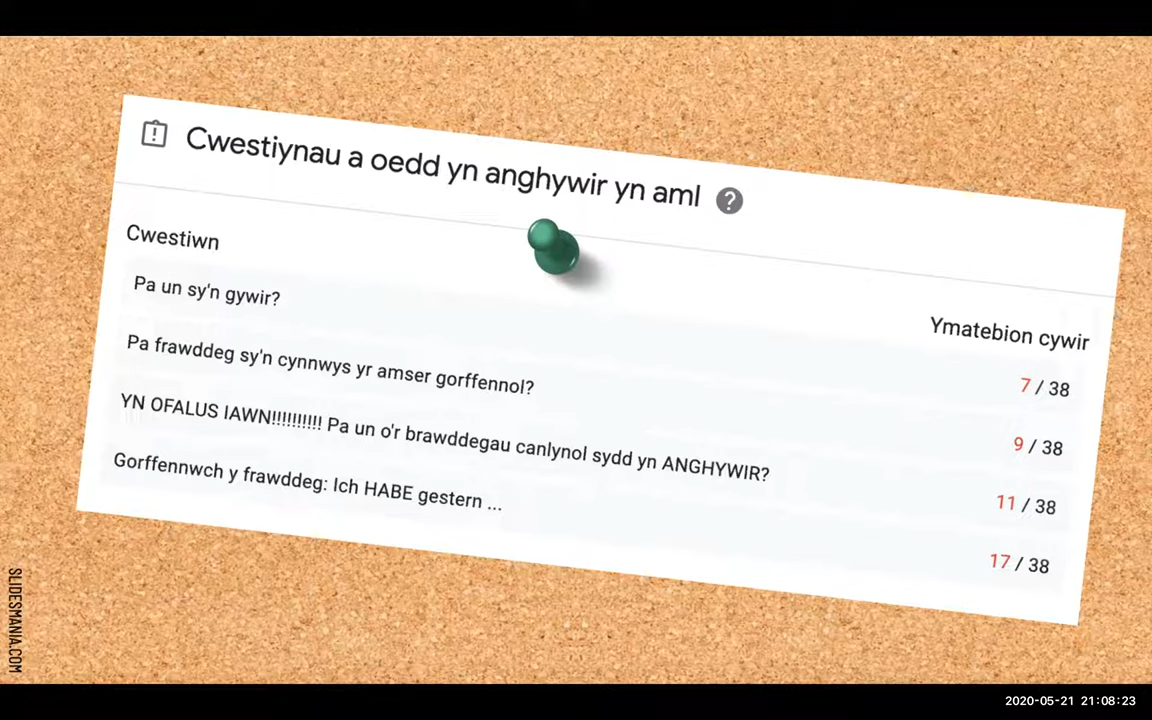 Cwestiynau a oedd yn anghywir yn aml
Cwestiwn
Ymatebion cywir
Pa un sy'n gywir?
7 / 38
Pa frawddeg sy'n cynnwys yr amser gorffennol?
9 / 38
YN OFALUS IAWN!!!!!!!!!! Pa un o'r brawddegau canlynol sydd yn ANGHYWIR?
11 / 38
Gorffennwch y frawddeg: Ich HABE gestern ...
17 / 38
SLIDESMANIA.COM
2020-05-21 21:08:23